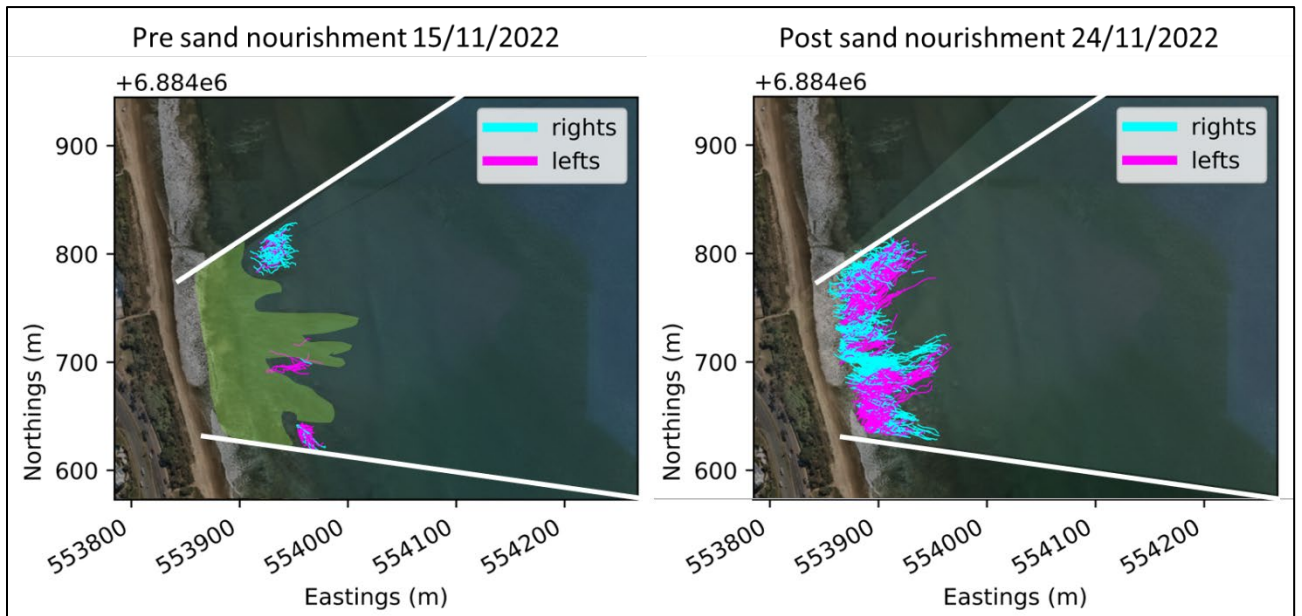 Pre sand nourishment 15/11/2022
+6.884e6
rights
lefts
900
800
700
600
Northings (m)
553800
553900
554000
554100
554200
Eastings (m)
Post sand nourishment 24/11/2022
+6.884e6
rights
lefts
900
800
700
600
Northings (m)
553800
553900
554000
554100
554200
Eastings (m)